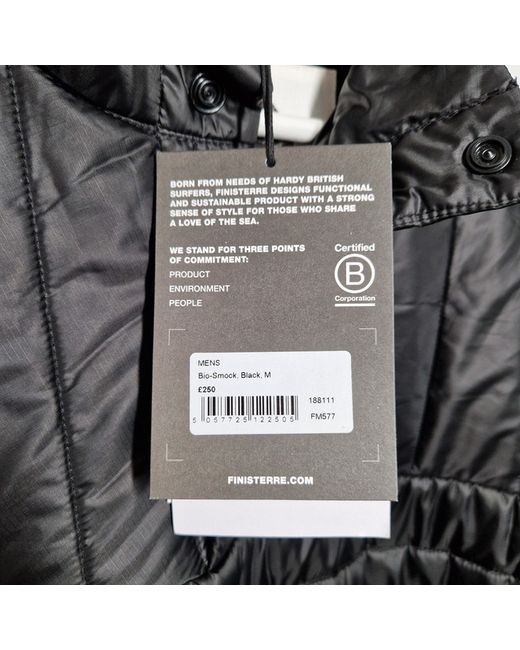 BORN FROM NEEDS OF HARDY BRITISH
SURFERS, FINISTERRE DESIGNS FUNCTIONAL
AND SUSTAINABLE PRODUCT WITH A STRONG
SENSE OF STYLE FOR THOSE WHO SHARE
A LOVE OF THE SEA.
WE STAND FOR THREE POINTS
OF COMMITMENT:
PRODUCT
ENVIRONMENT
PEOPLE
Certified
B
Corporation
MENS
Bio-Smock, Black, M
£250
188111
5 057725 122505
FM577
FINISTERRE.COM